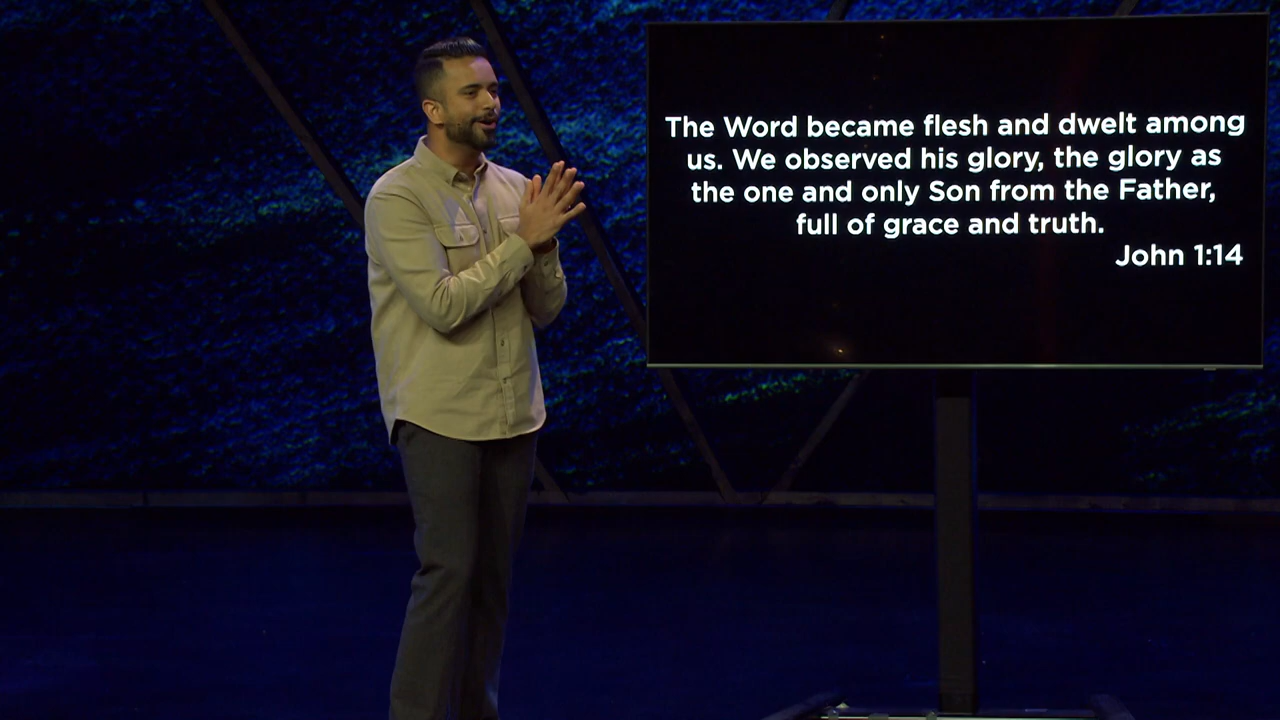 The Word became flesh and dwelt among
us. We observed his glory, the glory as
the one and only Son from the Father,
full of grace and truth.
John 1:14